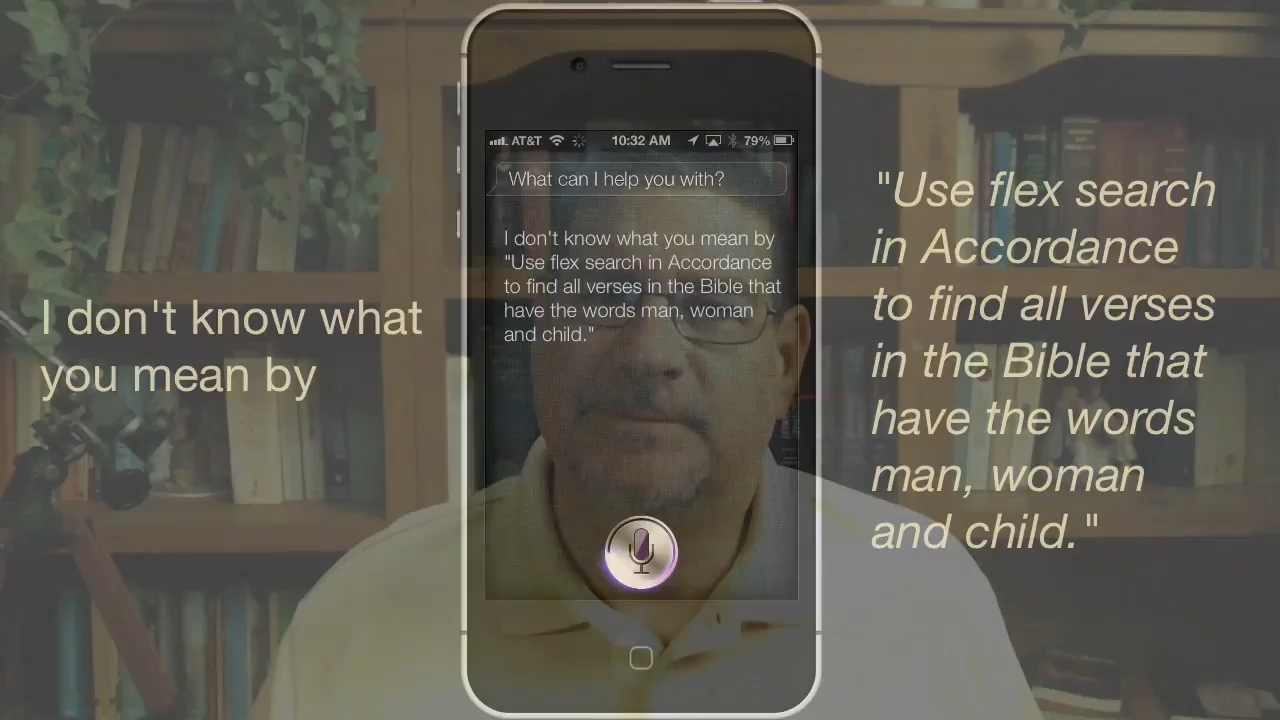 I don't know what
you mean by
AT&T 10:32 AM 79%
What can I help you with?
I don't know what you mean by
"Use flex search in Accordance
to find all verses in the Bible that
have the words man, woman
and child."
"Use flex search
in Accordance
to find all verses
in the Bible that
have the words
man, woman
and child."